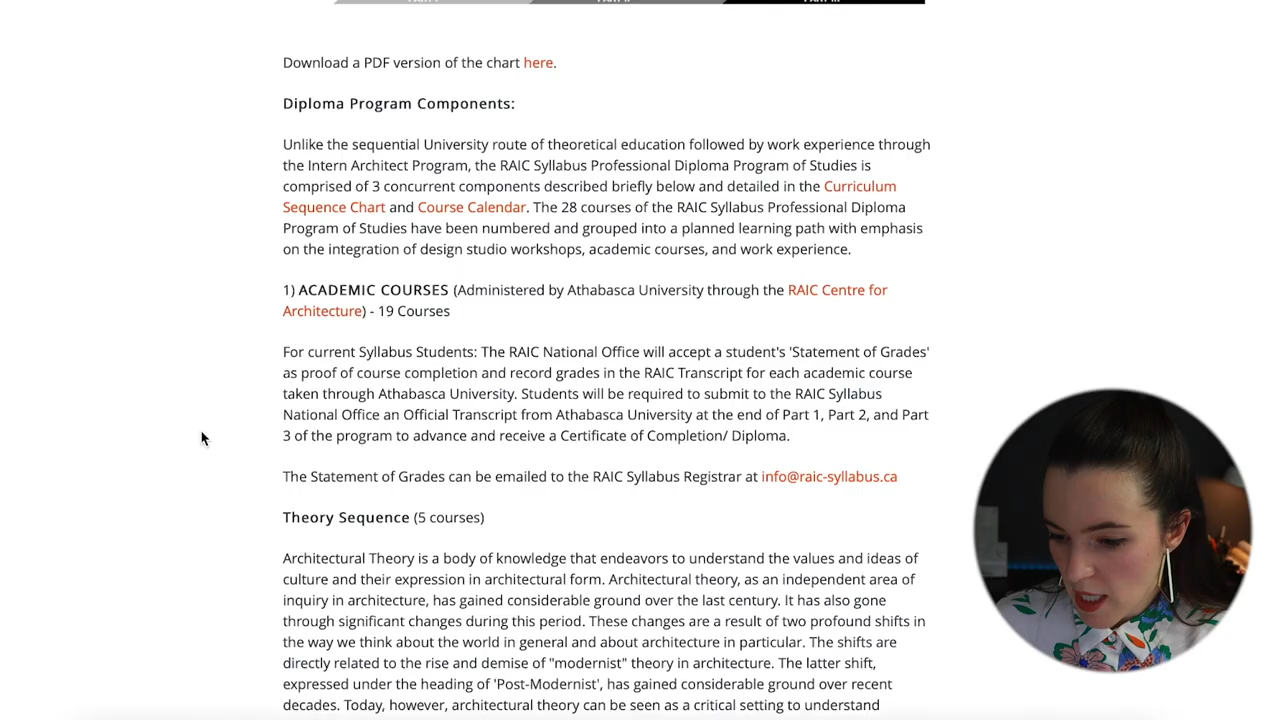 Download a PDF version of the chart here.
Diploma Program Components:
Unlike the sequential University route of theoretical education followed by work experience through
the Intern Architect Program, the RAIC Syllabus Professional Diploma Program of Studies is
comprised of 3 concurrent components described briefly below and detailed in the Curriculum
Sequence Chart and Course Calendar. The 28 courses of the RAIC Syllabus Professional Diploma
Program of Studies have been numbered and grouped into a planned learning path with emphasis
on the integration of design studio workshops, academic courses, and work experience.
1) ACADEMIC COURSES (Administered by Athabasca University through the RAIC Centre for
Architecture) - 19 Courses
For current Syllabus Students: The RAIC National Office will accept a student's 'Statement of Grades'
as proof of course completion and record grades in the RAIC Transcript for each academic course
taken through Athabasca University. Students will be required to submit to the RAIC Syllabus
National Office an Official Transcript from Athabasca University at the end of Part 1, Part 2, and Part
3 of the program to advance and receive a Certificate of Completion/ Diploma.
The Statement of Grades can be emailed to the RAIC Syllabus Registrar at info@raic-syllabus.ca
Theory Sequence (5 courses)
Architectural Theory is a body of knowledge that endeavors to understand the values and ideas of
culture and their expression in architectural form. Architectural theory, as an independent area of
inquiry in architecture, has gained considerable ground over the last century. It has also gone
through significant changes during this period. These changes are a result of two profound shifts in
the way we think about the world in general and about architecture in particular. The shifts are
directly related to the rise and demise of "modernist" theory in architecture. The latter shift,
expressed under the heading of 'Post-Modernist', has gained considerable ground over recent
decades. Today, however, architectural theory can be seen as a critical setting to understand